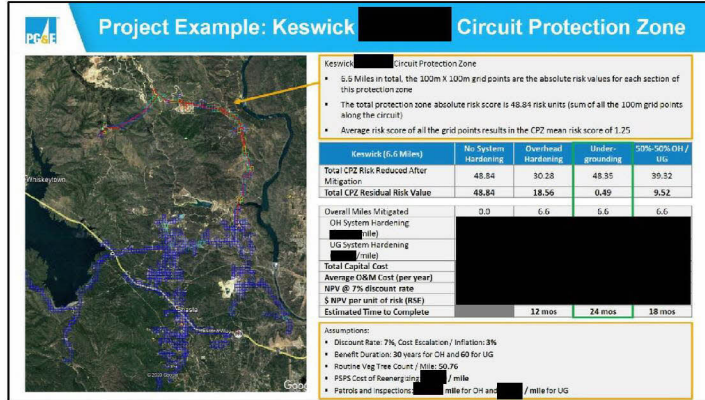 PG&E
Project Example: Keswick Circuit Protection Zone
Keswick Circuit Protection Zone
▪ 6.6 Miles in total, the 100m X 100m grid points are the absolute risk values for each section of
this protection zone
▪ The total protection zone absolute risk score is 48.84 risk units (sum of all the 100m grid points
along the circuit)
▪ Average risk score of all the grid points results in the CPZ mean risk score of 1.25
Keswick (6.6 Miles) No System Hardening Overhead Hardening Under-grounding 50%-50% OH / UG
Total CPZ Risk Reduced After
Mitigation 48.84 30.28 48.35 39.32
Total CPZ Residual Risk Value 48.84 18.56 0.49 9.52
Overall Miles Mitigated 0.0 6.6 6.6 6.6
OH System Hardening
mile)
UG System Hardening
/mile)
Total Capital Cost
Average O&M Cost (per year)
NPV @ 7% discount rate
$ NPV per unit of risk (RSE)
Estimated Time to Complete 12 mos 24 mos 18 mos
Assumptions:
▪ Discount Rate: 7%, Cost Escalation / Inflation: 3%
▪ Benefit Duration: 30 years for OH and 60 for UG
▪ Routine Veg Tree Count / Mile: 50.76
▪ PSPS Cost of Reenergizing / mile
▪ Patrols and Inspections: mile for OH and / mile for UG
Whiskeytown
Shasta
Goog